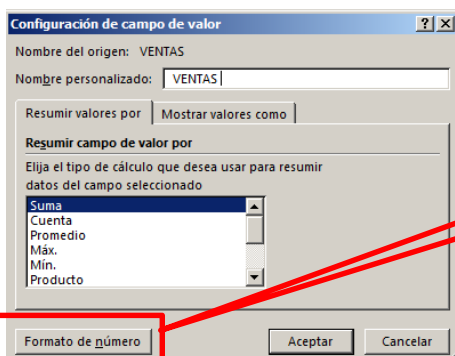 Configuración de campo de valor
Nombre del origen: VENTAS
Nombre personalizado: VENTAS
Resumir valores por Mostrar valores como
Resumir campo de valor por
Elija el tipo de cálculo que desea usar para resumir
datos del campo seleccionado
Suma
Cuenta
Promedio
Máx.
Mín.
Producto
Formato de número Aceptar Cancelar